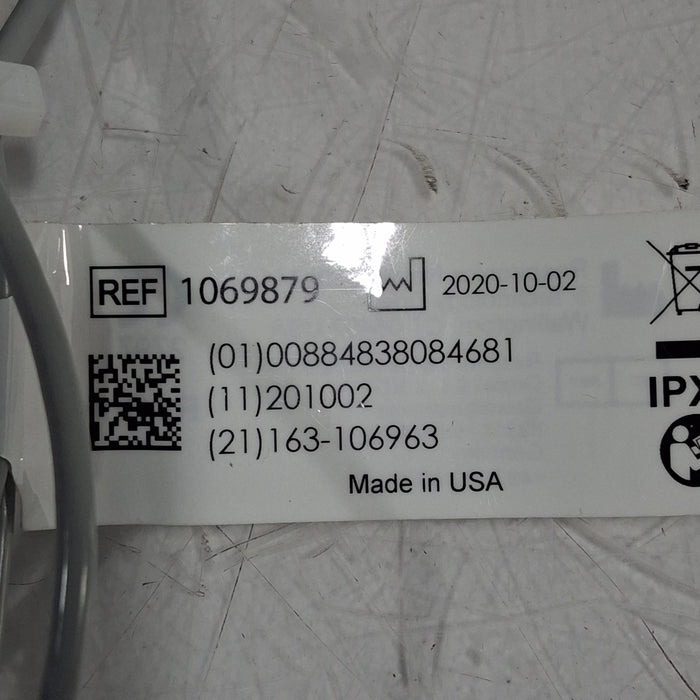 REF 1069879 2020-10-02
(01)00884838084681
(11)201002
(21)163-106963
Made in USA
IPX